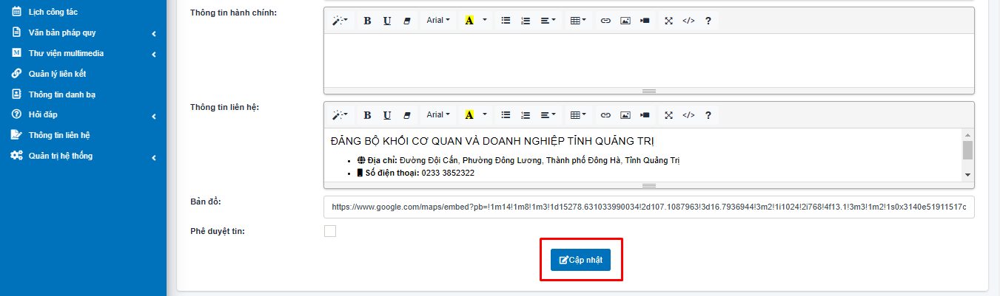 Lịch công tác
Văn bản pháp quy
Thư viện multimedia
Quản lý liên kết
Thông tin danh bạ
Hỏi đáp
Thông tin liên hệ
Quản trị hệ thống
Thông tin hành chính:
B U Arial A </> ?
Thông tin liên hệ:
B U Arial A </> ?
ĐẢNG BỘ KHỐI CƠ QUAN VÀ DOANH NGHIỆP TỈNH QUẢNG TRỊ
Địa chỉ: Đường Đội Cấn, Phường Đông Lương, Thành phố Đông Hà, Tỉnh Quảng Trị
Số điện thoại: 0233 3852322
Bản đồ:
https://www.google.com/maps/embed?pb=!1m14!1m8!1m3!1d15278.631033990034!2d107.1087963!3d16.7936944!3m2!1i1024!2i768!4f13.1!3m3!1m2!1s0x3140e51911517c
Phê duyệt tin:
Cập nhật